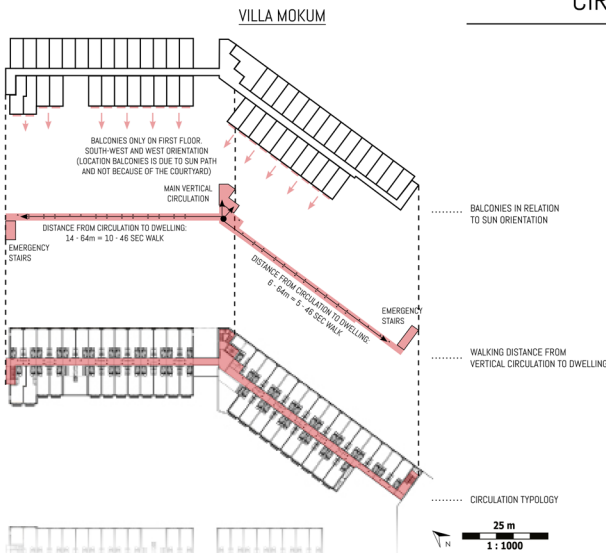 VILLA MOKUM
CIR
BALCONIES ONLY ON FIRST FLOOR.
SOUTH-WEST AND WEST ORIENTATION
(LOCATION BALCONIES IS DUE TO SUN PATH
AND NOT BECAUSE OF THE COURTYARD)
MAIN VERTICAL
CIRCULATION
BALCONIES IN RELATION
TO SUN ORIENTATION
DISTANCE FROM CIRCULATION TO DWELLING:
14 - 64m = 10 - 46 SEC WALK
EMERGENCY
STAIRS
DISTANCE FROM CIRCULATION TO DWELLING:
6 - 64m = 5 - 46 SEC WALK
EMERGENCY
STAIRS
WALKING DISTANCE FROM
VERTICAL CIRCULATION TO DWELLING
CIRCULATION TYPOLOGY
N
25 m
1 : 1000